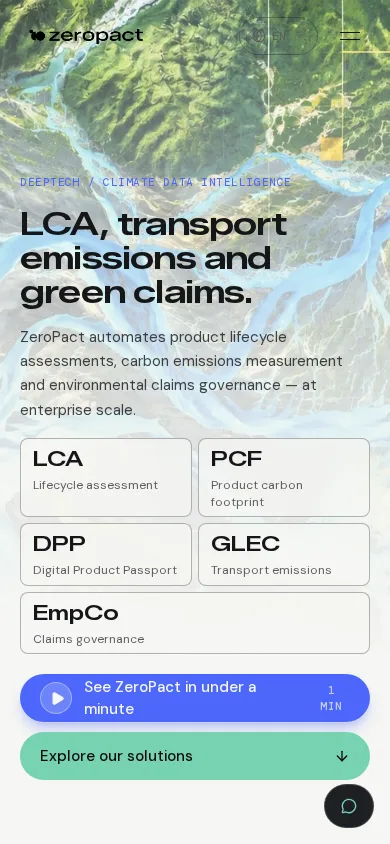 zeropact
DEEPTECH / CLIMATE DATA INTELLIGENCE
LCA, transport
emissions and
green claims.
ZeroPact automates product lifecycle
assessments, carbon emissions measurement
and environmental claims governance — at
enterprise scale.
LCA
Lifecycle assessment
PCF
Product carbon
footprint
DPP
Digital Product Passport
GLEC
Transport emissions
EmpCo
Claims governance
See ZeroPact in under a
minute
1
MIN
Explore our solutions